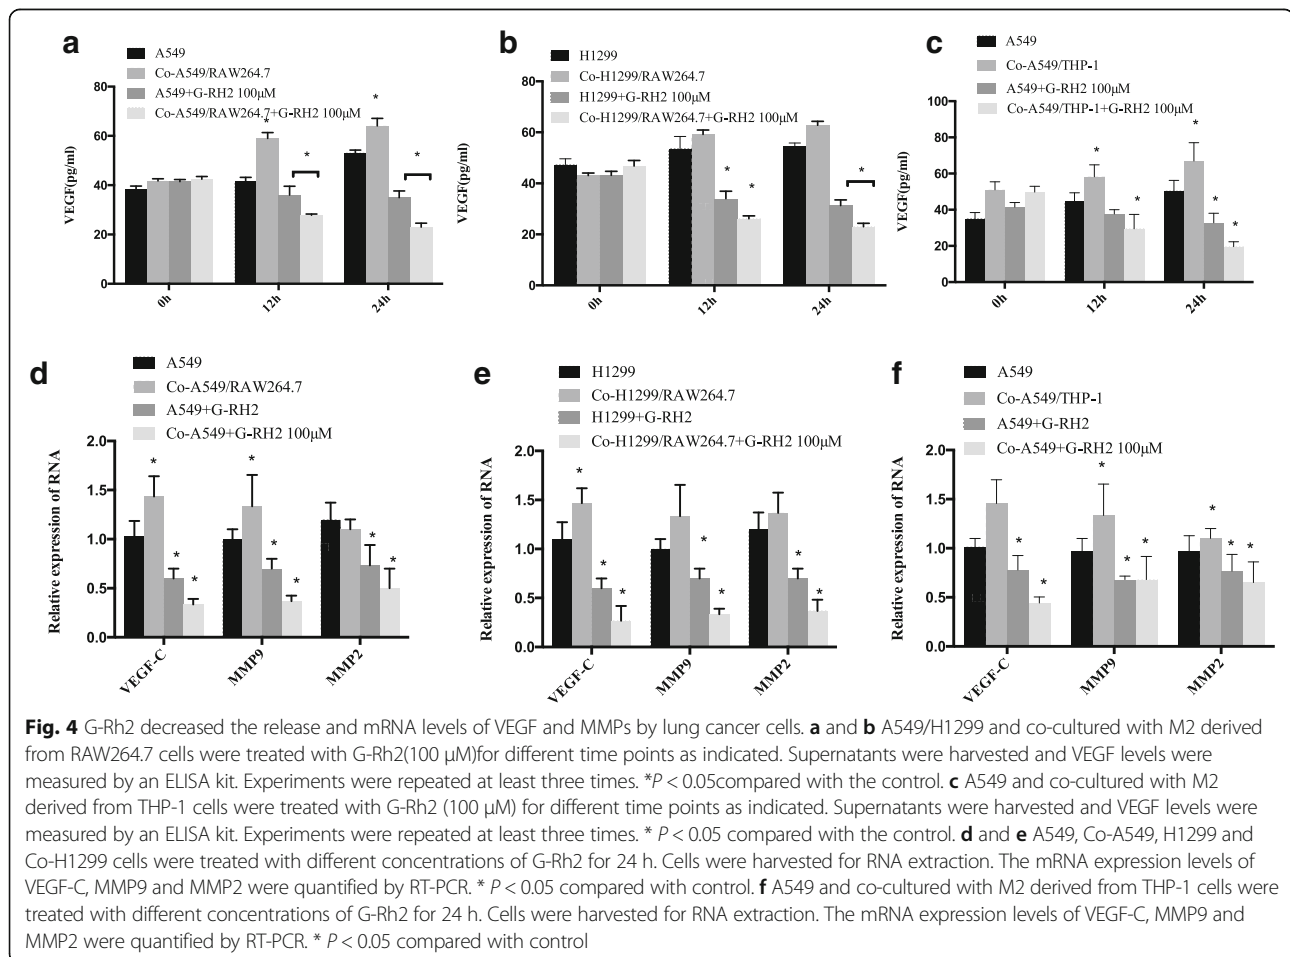 a
A549
Co-A549/RAW264.7
A549+G-RH2 100μM
Co-A549/RAW264.7+G-RH2 100μM
VEGF(pg/ml)
80
60
40
20
0
* * * *
0h 12h 24h
b
H1299
Co-H1299/RAW264.7
H1299+G-RH2 100μM
Co-H1299/RAW264.7+G-RH2 100μM
VEGF(pg/ml)
80
60
40
20
0
* * *
0h 12h 24h
c
A549
Co-A549/THP-1
A549+G-RH2 100μM
Co-A549/THP-1+G-RH2 100μM
VEGF(pg/ml)
100
80
60
40
20
0
* * * * *
0h 12h 24h
d
A549
Co-A549/RAW264.7
A549+G-RH2
Co-A549+G-RH2 100μM
Relative expression of RNA
2.0
1.5
1.0
0.5
0.0
* * * * * * * *
VEGF-C MMP9 MMP2
e
H1299
Co-H1299/RAW264.7
H1299+G-RH2
Co-H1299/RAW264.7+G-RH2 100μM
Relative expression of RNA
2.0
1.5
1.0
0.5
0.0
* * * * * * *
VEGF-C MMP9 MMP2
f
A549
Co-A549/THP-1
A549+G-RH2
Co-A549+G-RH2 100μM
Relative expression of RNA
2.0
1.5
1.0
0.5
0.0
* * * * * * * *
VEGF-C MMP9 MMP2
Fig. 4 G-Rh2 decreased the release and mRNA levels of VEGF and MMPs by lung cancer cells. a and b A549/H1299 and co-cultured with M2 derived
from RAW264.7 cells were treated with G-Rh2(100 μM)for different time points as indicated. Supernatants were harvested and VEGF levels were
measured by an ELISA kit. Experiments were repeated at least three times. *P < 0.05compared with the control. c A549 and co-cultured with M2
derived from THP-1 cells were treated with G-Rh2 (100 μM) for different time points as indicated. Supernatants were harvested and VEGF levels were
measured by an ELISA kit. Experiments were repeated at least three times. * P < 0.05 compared with the control. d and e A549, Co-A549, H1299 and
Co-H1299 cells were treated with different concentrations of G-Rh2 for 24 h. Cells were harvested for RNA extraction. The mRNA expression levels of
VEGF-C, MMP9 and MMP2 were quantified by RT-PCR. * P < 0.05 compared with control. f A549 and co-cultured with M2 derived from THP-1 cells were
treated with different concentrations of G-Rh2 for 24 h. Cells were harvested for RNA extraction. The mRNA expression levels of VEGF-C, MMP9 and
MMP2 were quantified by RT-PCR. * P < 0.05 compared with control